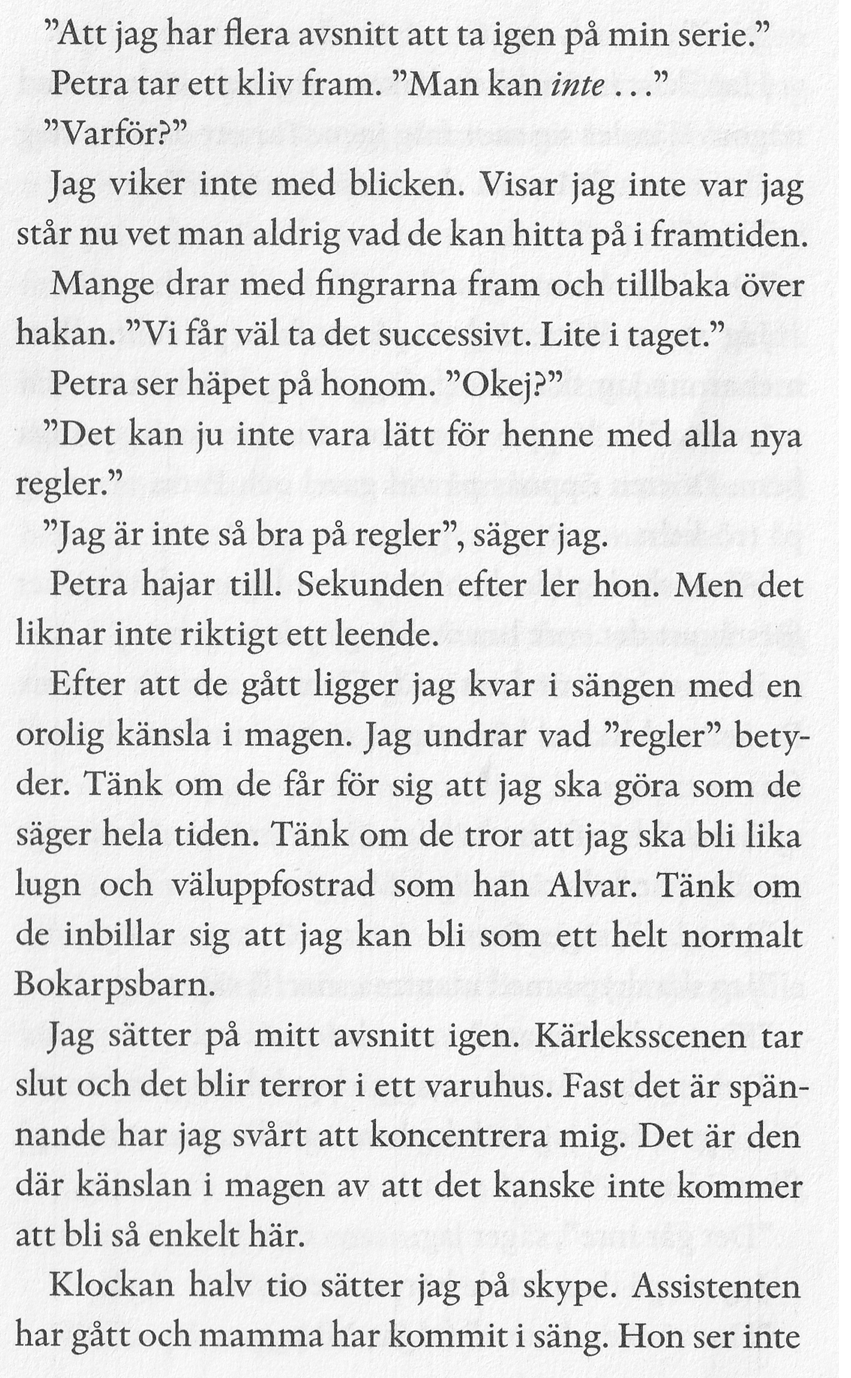 ”Att jag har flera avsnitt att ta igen på min serie.”
Petra tar ett kliv fram. ”Man kan inte . . .”
”Varför?”
Jag viker inte med blicken. Visar jag inte var jag
står nu vet man aldrig vad de kan hitta på i framtiden.
Mange drar med fingrarna fram och tillbaka över
hakan. ”Vi får väl ta det successivt. Lite i taget.”
Petra ser häpet på honom. ”Okej?”
”Det kan ju inte vara lätt för henne med alla nya
regler.”
”Jag är inte så bra på regler”, säger jag.
Petra hajar till. Sekunden efter ler hon. Men det
liknar inte riktigt ett leende.
Efter att de gått ligger jag kvar i sängen med en
orolig känsla i magen. Jag undrar vad ”regler” bety-
der. Tänk om de får för sig att jag ska göra som de
säger hela tiden. Tänk om de tror att jag ska bli lika
lugn och väluppfostrad som han Alvar. Tänk om
de inbillar sig att jag kan bli som ett helt normalt
Bokarpsbarn.
Jag sätter på mitt avsnitt igen. Kärleksscenen tar
slut och det blir terror i ett varuhus. Fast det är spän-
nande har jag svårt att koncentrera mig. Det är den
där känslan i magen av att det kanske inte kommer
att bli så enkelt här.
Klockan halv tio sätter jag på skype. Assistenten
har gått och mamma har kommit i säng. Hon ser inte